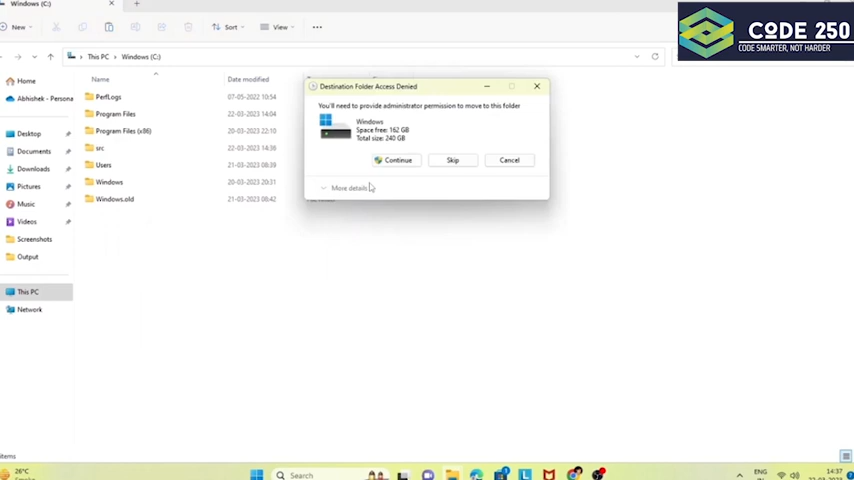 Windows (C:)
CODE 250
CODE SMARTER, NOT HARDER
New
Sort
View
This PC > Windows (C:)
Name
Date modified
Home
Abhishek - Persona
Desktop
Documents
Downloads
Pictures
Music
Videos
Screenshots
Output
This PC
Network
PerfLogs 07-05-2022 10:54
Program Files 22-03-2023 14:04
Program Files (x86) 20-03-2023 22:10
src 22-03-2023 14:36
Users 21-03-2023 08:39
Windows 20-03-2023 20:31
Windows.old 21-03-2023 08:42
Destination Folder Access Denied
You'll need to provide administrator permission to move to this folder
Windows
Space free: 162 GB
Total size: 240 GB
Continue
Skip
Cancel
More details
items
26°C
Search
ENG
14:37